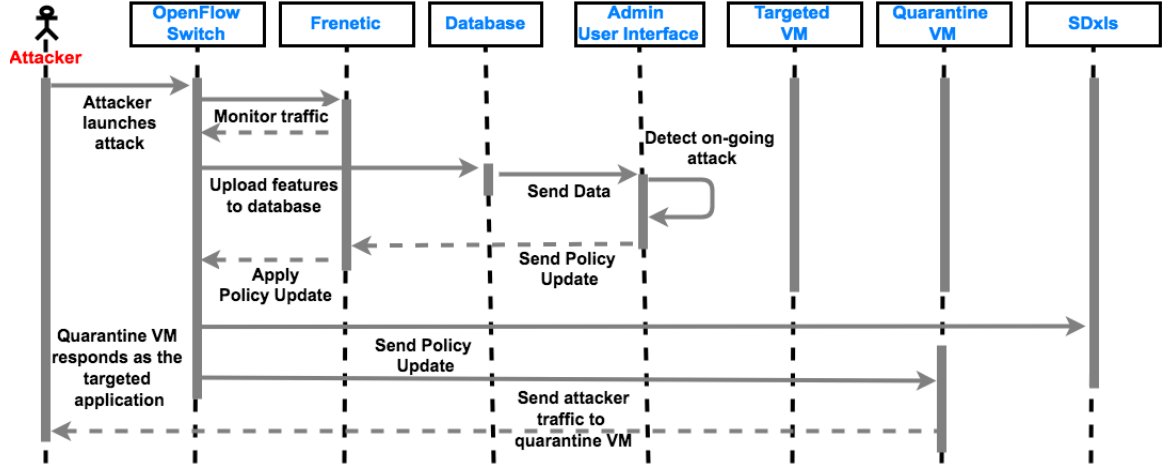 OpenFlow
Switch
Frenetic
Database
Admin
User Interface
Targeted
VM
Quarantine
VM
SDxIs
Attacker
Attacker
launches
attack
Monitor traffic
Detect on-going
attack
Upload features
to database
Send Data
Send Policy
Update
Apply
Policy Update
Quarantine VM
responds as the
targeted
application
Send Policy
Update
Send attacker
traffic to
quarantine VM